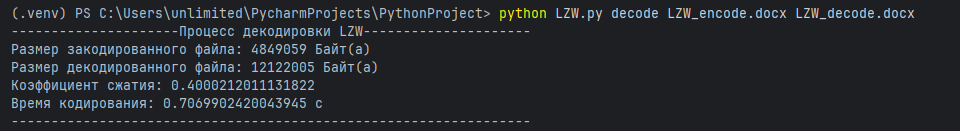 (.venv) PS C:\Users\unlimited\PycharmProjects\PythonProject> python LZW.py decode LZW_encode.docx LZW_decode.docx
--------------------Процесс декодировки LZW--------------------
Размер закодированного файла: 4849059 Байт(а)
Размер декодированного файла: 12122005 Байт(а)
Коэффициент сжатия: 0.4000212011131822
Время кодирования: 0.7069902420043945 с
--------------------------------------------------------------